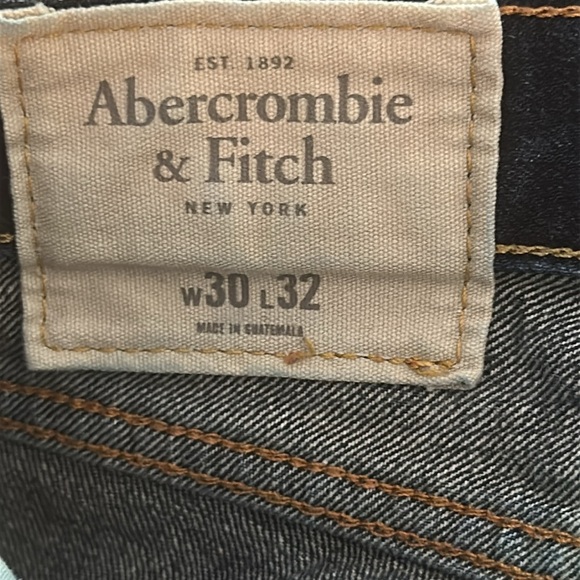 EST. 1892
Abercrombie
& Fitch
NEW YORK
W30 L32
MADE IN GUATEMALA